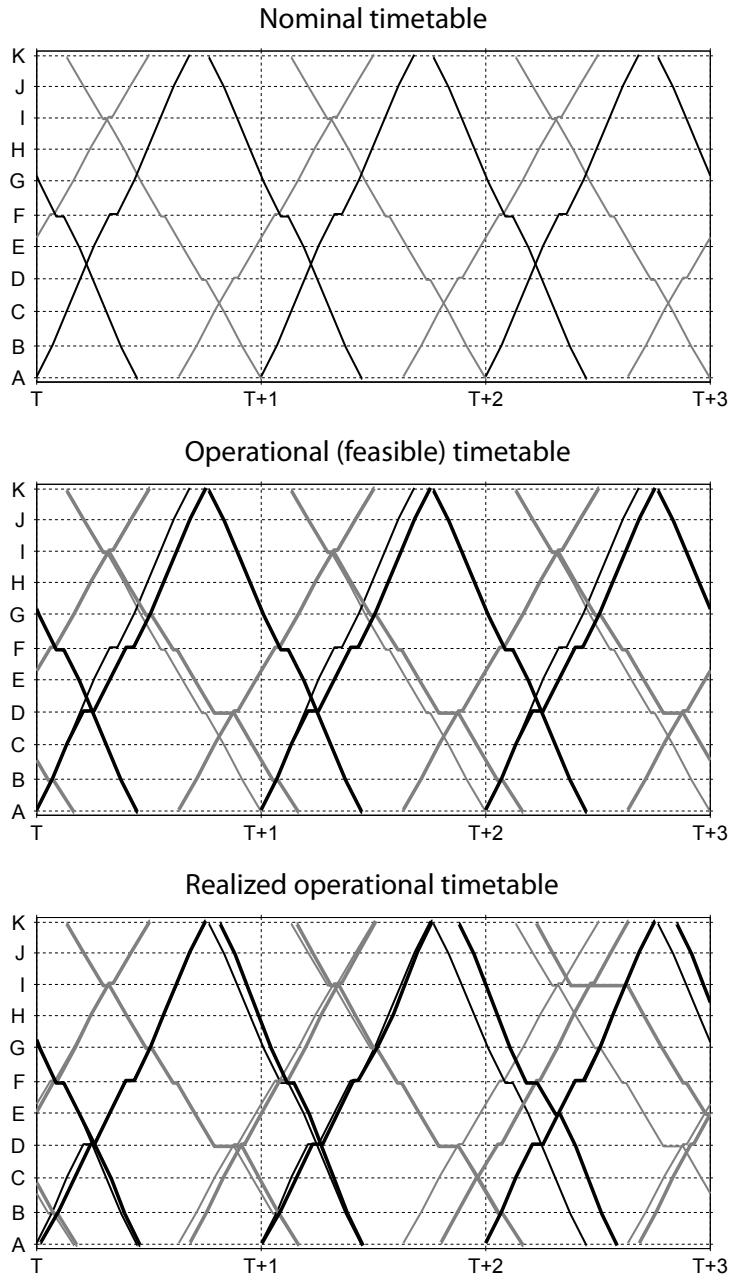 Nominal timetable
K
J
I
H
G
F
E
D
C
B
A
T T+1 T+2 T+3
Operational (feasible) timetable
K
J
I
H
G
F
E
D
C
B
A
T T+1 T+2 T+3
Realized operational timetable
K
J
I
H
G
F
E
D
C
B
A
T T+1 T+2 T+3